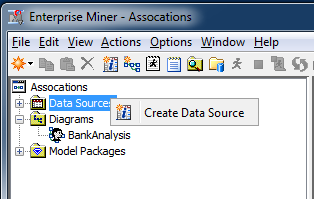 Enterprise Miner - Assocations
File Edit View Actions Options Window Help
Assocations
Data Sources
Create Data Source
Diagrams
BankAnalysis
Model Packages